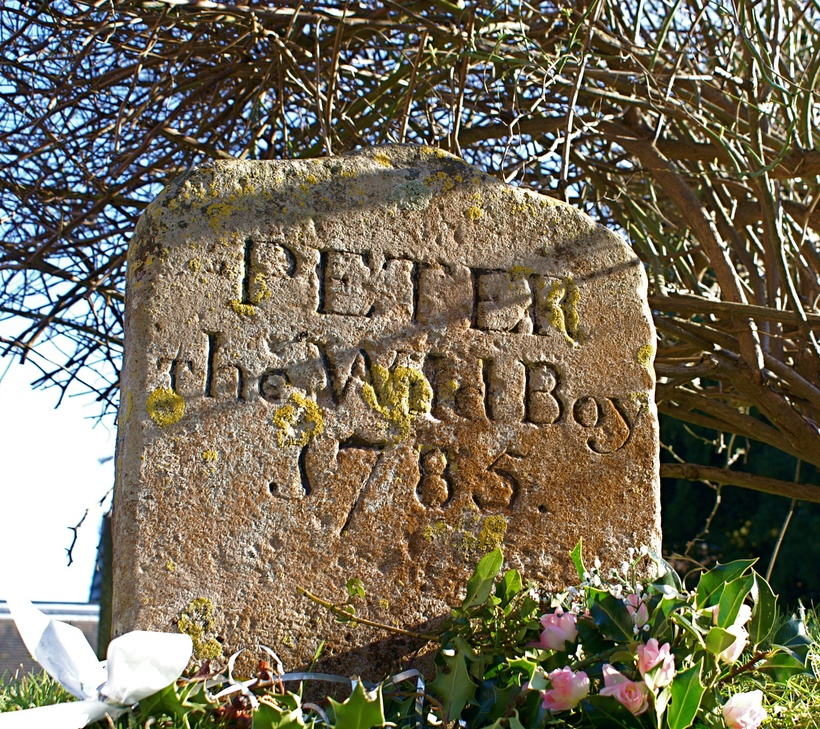 PETER
the Wild Boy
1785.